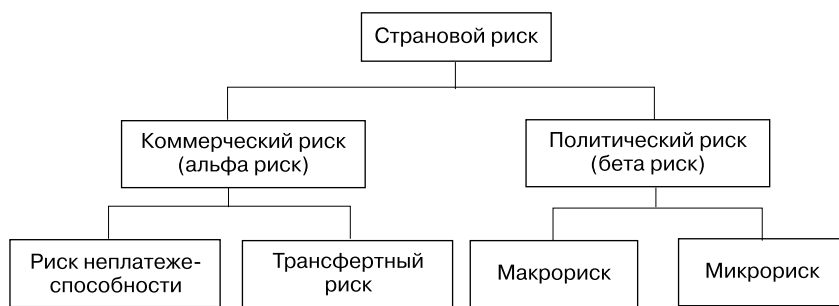 Страновой риск
Коммерческий риск
(альфа риск)
Политический риск
(бета риск)
Риск неплатеже-
способности
Трансфертный
риск
Макрориск
Микрориск